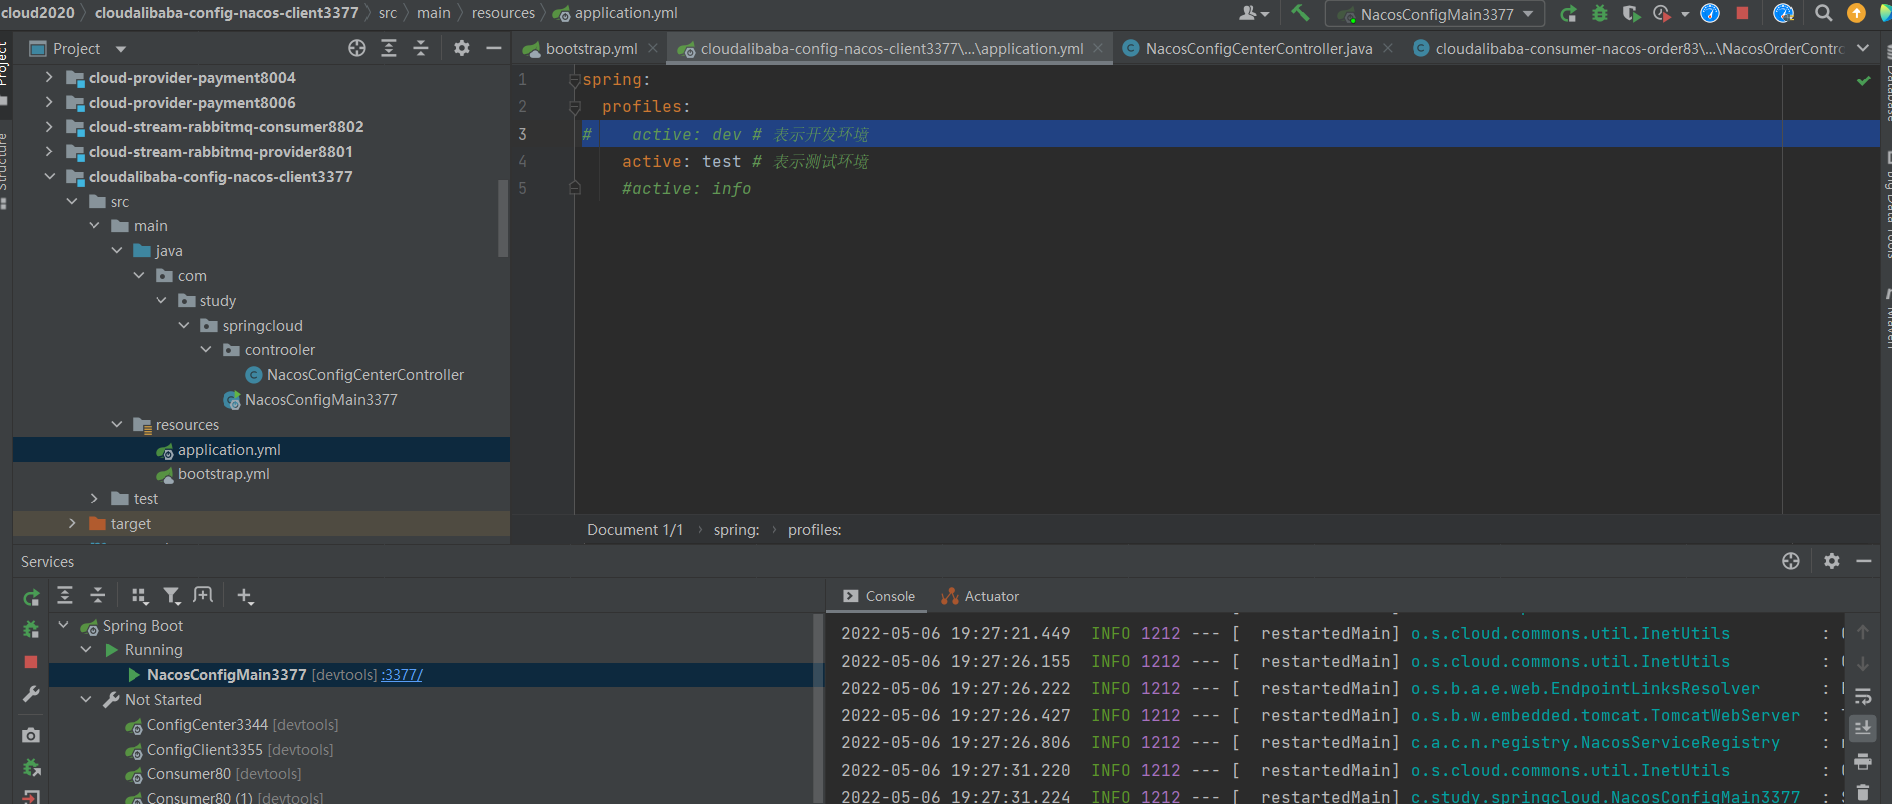 cloud2020 cloudalibaba-config-nacos-client3377 src main resources application.yml
NacosConfigMain3377
Project
bootstrap.yml
cloudalibaba-config-nacos-client3377\...\application.yml
NacosConfigCenterController.java
cloudalibaba-consumer-nacos-order83\...\NacosOrderContro
Project
Structure
cloud-provider-payment8004
cloud-provider-payment8006
cloud-stream-rabbitmq-consumer8802
cloud-stream-rabbitmq-provider8801
cloudalibaba-config-nacos-client3377
src
main
java
com
study
springcloud
controoler
NacosConfigCenterController
NacosConfigMain3377
resources
application.yml
bootstrap.yml
test
target
1 spring:
2 profiles:
3 # active: dev # 表示开发环境
4 active: test # 表示测试环境
5 #active: info
Database
Big Data Tools
Maven
Document 1/1 spring: profiles:
Services
Spring Boot
Running
NacosConfigMain3377 [devtools] :3377/
Not Started
ConfigCenter3344 [devtools]
ConfigClient3355 [devtools]
Consumer80 [devtools]
Consumer80 (1) [devtools]
Console Actuator
2022-05-06 19:27:21.449 INFO 1212 --- [ restartedMain] o.s.cloud.commons.util.InetUtils :
2022-05-06 19:27:26.155 INFO 1212 --- [ restartedMain] o.s.cloud.commons.util.InetUtils :
2022-05-06 19:27:26.222 INFO 1212 --- [ restartedMain] o.s.b.a.e.web.EndpointLinksResolver :
2022-05-06 19:27:26.427 INFO 1212 --- [ restartedMain] o.s.b.w.embedded.tomcat.TomcatWebServer :
2022-05-06 19:27:26.806 INFO 1212 --- [ restartedMain] c.a.c.n.registry.NacosServiceRegistry :
2022-05-06 19:27:31.220 INFO 1212 --- [ restartedMain] o.s.cloud.commons.util.InetUtils :
2022-05-06 19:27:31.224 INFO 1212 --- [ restartedMain] c.study.springcloud.NacosConfigMain3377 :